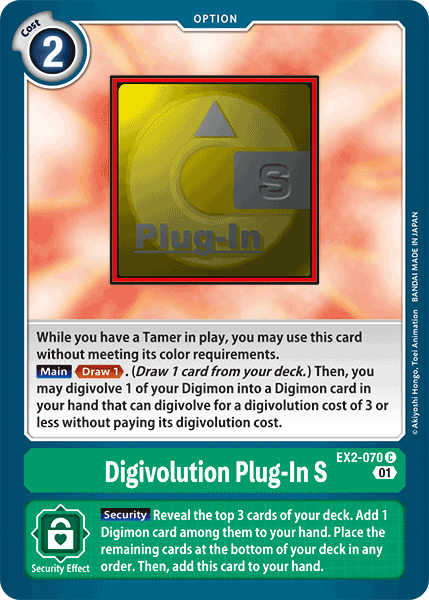 OPTION
Cost
2
S
Plug-In
While you have a Tamer in play, you may use this card
without meeting its color requirements.
Main Draw 1. (Draw 1 card from your deck.) Then, you
may digivolve 1 of your Digimon into a Digimon card in
your hand that can digivolve for a digivolution cost of 3 or
less without paying its digivolution cost.
©Akiyoshi Hongo, Toei Animation BANDAI MADE IN JAPAN
EX2-070 C
Digivolution Plug-In S
01
Security Reveal the top 3 cards of your deck. Add 1
Digimon card among them to your hand. Place the
remaining cards at the bottom of your deck in any
order. Then, add this card to your hand.
Security Effect